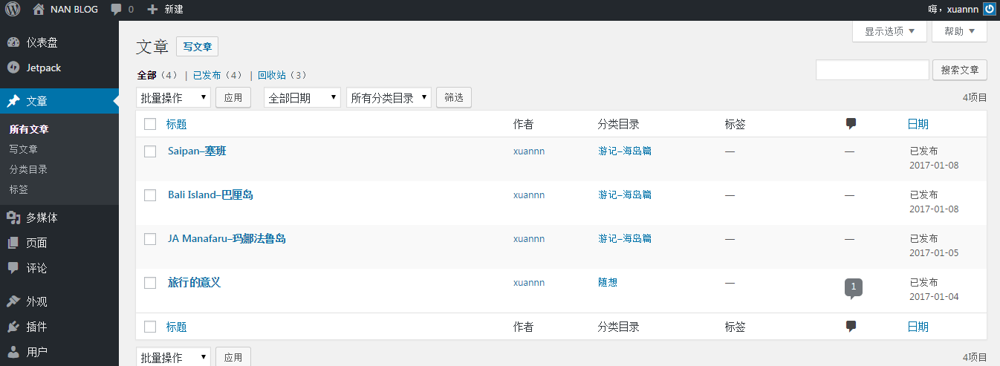 NAN BLOG 0 新建 嗨，xuannn
仪表盘
Jetpack
文章
所有文章
写文章
分类目录
标签
多媒体
页面
评论
外观
插件
用户
显示选项 帮助
文章 写文章
全部（4） | 已发布（4） | 回收站（3）
搜索文章
批量操作 应用 全部日期 所有分类目录 筛选 4项目
标题 作者 分类目录 标签 日期
Saipan–塞班 xuannn 游记–海岛篇 — — 已发布
2017-01-08
Bali Island–巴厘岛 xuannn 游记–海岛篇 — — 已发布
2017-01-08
JA Manafaru–玛娜法鲁岛 xuannn 游记–海岛篇 — — 已发布
2017-01-05
旅行的意义 xuannn 随想 — 1 已发布
2017-01-04
标题 作者 分类目录 标签 日期
批量操作 应用 4项目